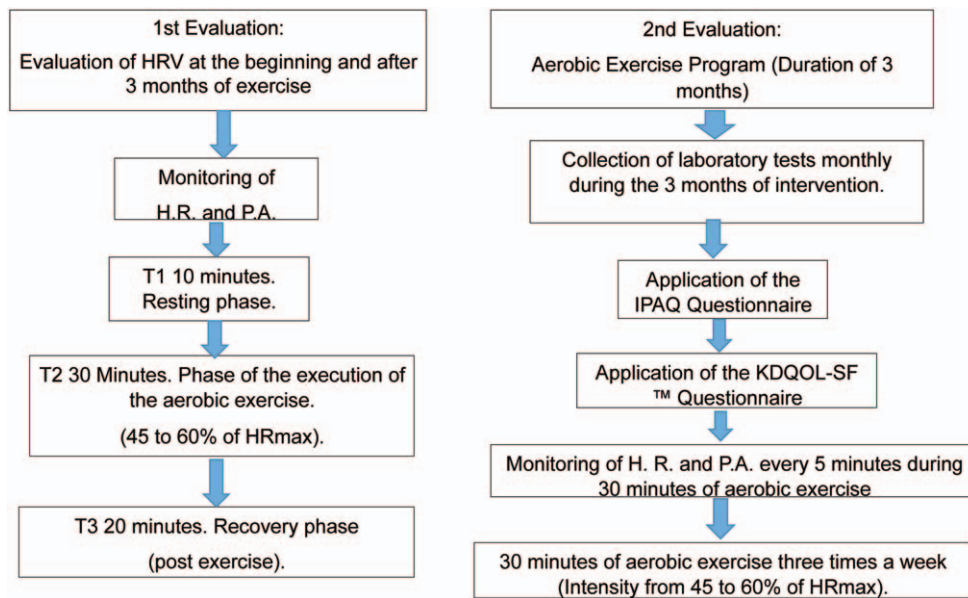 1st Evaluation:
Evaluation of HRV at the beginning and after
3 months of exercise
Monitoring of
H.R. and P.A.
T1 10 minutes.
Resting phase.
T2 30 Minutes. Phase of the execution of
the aerobic exercise.
(45 to 60% of HRmax).
T3 20 minutes. Recovery phase
(post exercise).
2nd Evaluation:
Aerobic Exercise Program (Duration of 3
months)
Collection of laboratory tests monthly
during the 3 months of intervention.
Application of the
IPAQ Questionnaire
Application of the KDQOL-SF
™ Questionnaire
Monitoring of H. R. and P.A. every 5 minutes during
30 minutes of aerobic exercise
30 minutes of aerobic exercise three times a week
(Intensity from 45 to 60% of HRmax).